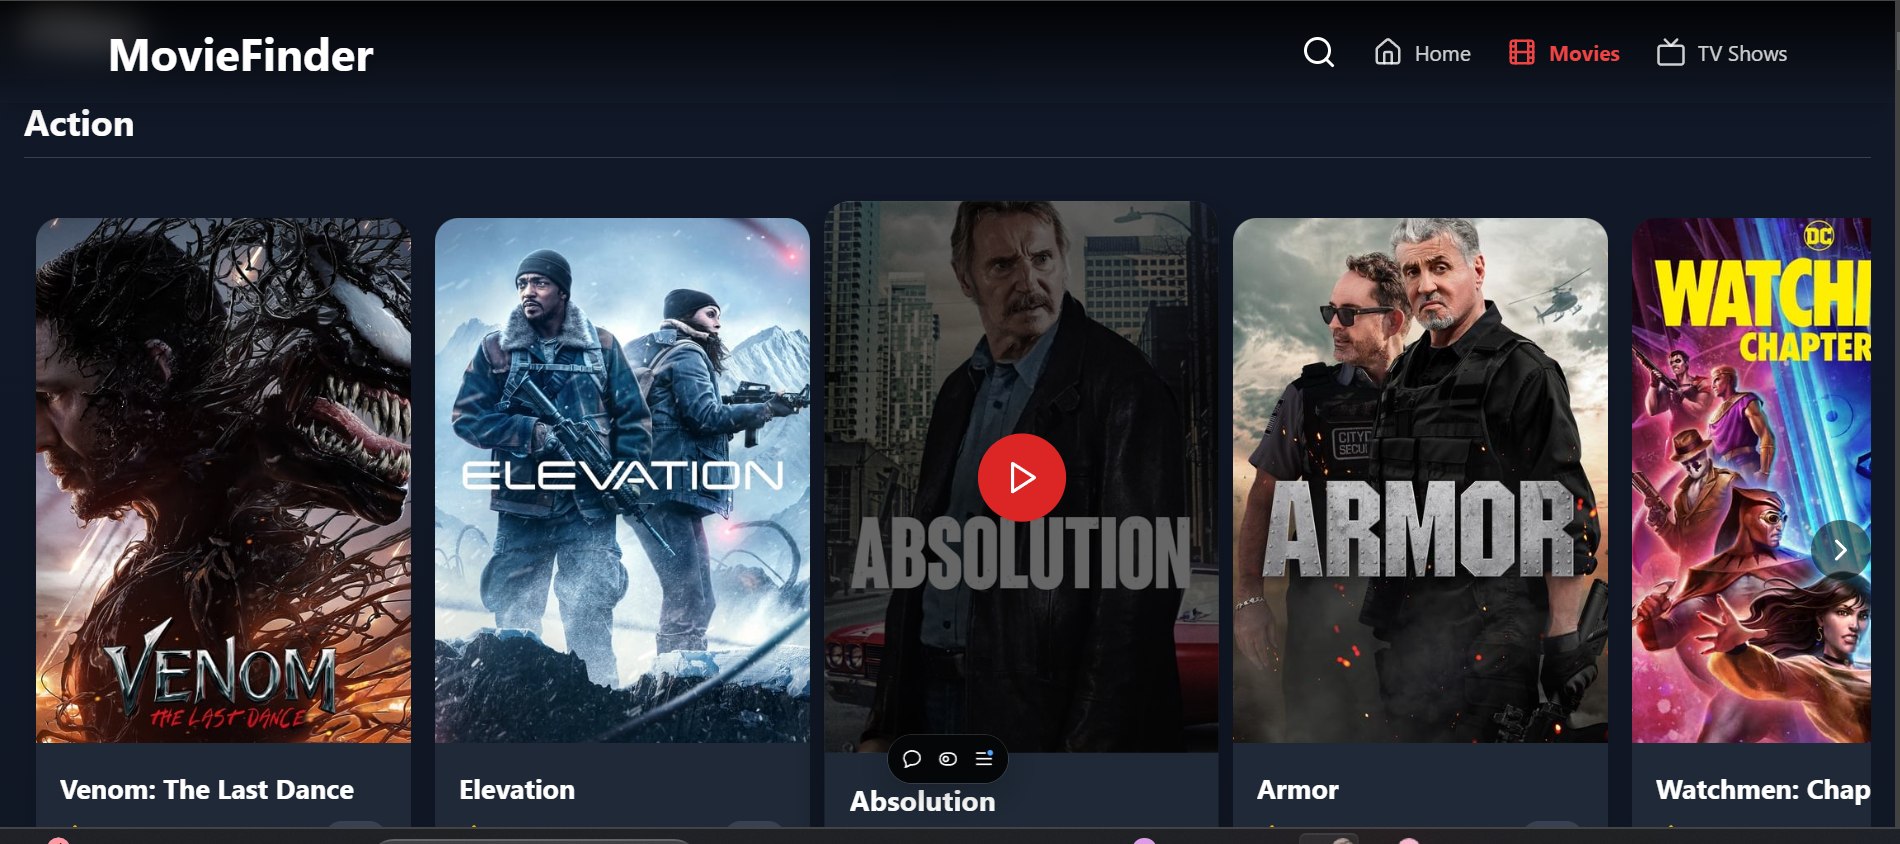 MovieFinder
Home
Movies
TV Shows
Action
VENOM
THE LAST DANCE
ELEVATION
ABSOLUTION
CITY
SECU
ARMOR
DC
WATCH
CHAPTER
Venom: The Last Dance
Elevation
Absolution
Armor
Watchmen: Chap